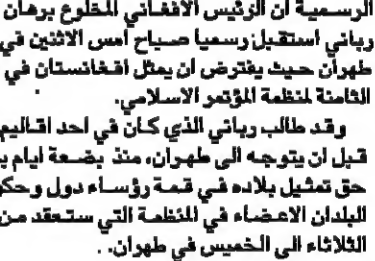 الرسمية ان الرئيس الافغاني المخلوع برهان
رباني استقبل رسميا صباح امس الاثنين في
طهران حيث يفترض ان يمثل افغانستان في
الثامنة لمنظمة المؤتمر الاسلامي.
وقد طالب رباني الذي كان في احد اقاليم
قبل ان يتوجه الى طهران، منذ بضعة ايام
حق تمثيل بلاده في قمة رؤساء دول
البلدان الاعضاء في المنظمة التي ستعقد من
الثلاثاء الى الخميس في طهران.